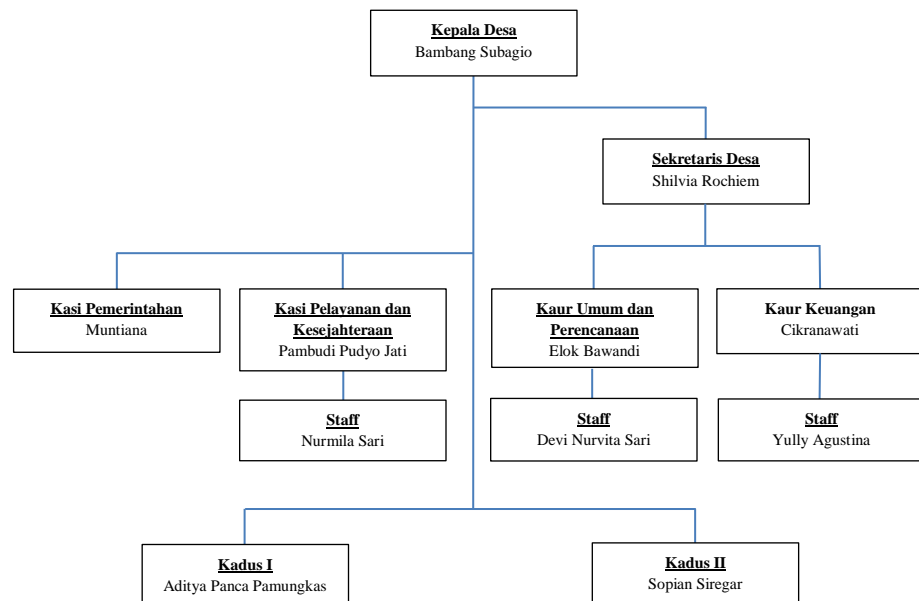 Kepala Desa
Bambang Subagio
Sekretaris Desa
Shilvia Rochiem
Kasi Pemerintahan
Muntiana
Kasi Pelayanan dan
Kesejahteraan
Pambudi Pudyo Jati
Kaur Umum dan
Perencanaan
Elok Bawandi
Kaur Keuangan
Cikranawati
Staff
Nurmila Sari
Staff
Devi Nurvita Sari
Staff
Yully Agustina
Kadus I
Aditya Panca Pamungkas
Kadus II
Sopian Siregar